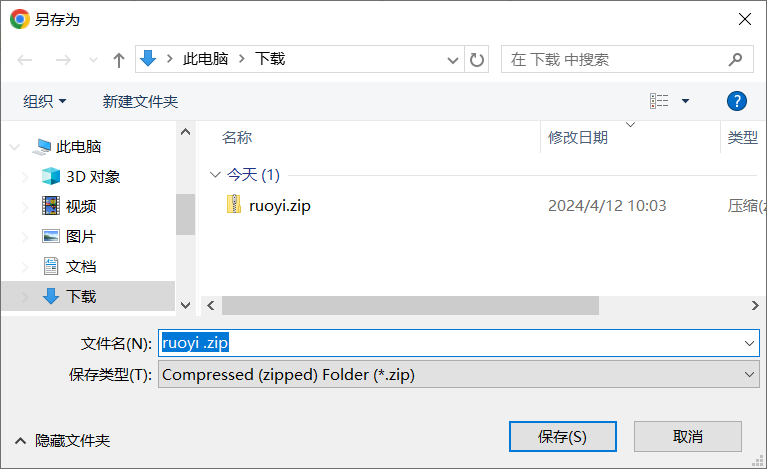 另存为
此电脑 > 下载
在 下载 中搜索
组织 新建文件夹
?
名称 修改日期 类型
此电脑
3D 对象
视频
图片
文档
下载
今天 (1)
ruoyi.zip 2024/4/12 10:03 压缩(z
文件名(N): ruoyi .zip
保存类型(T): Compressed (zipped) Folder (*.zip)
隐藏文件夹 保存(S) 取消